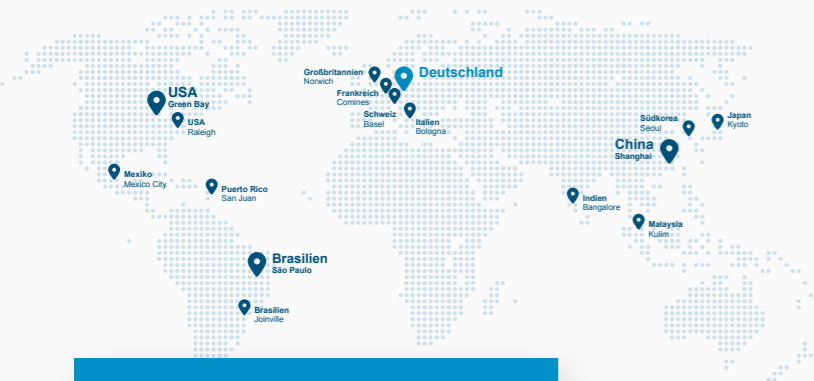 Großbritannien
Norwich
Deutschland
Frankreich
Comines
Schweiz
Basel
Italien
Bologna
USA
Green Bay
USA
Raleigh
Mexiko
Mexico City
Puerto Rico
San Juan
Brasilien
São Paulo
Brasilien
Joinville
Südkorea
Seoul
Japan
Kyoto
China
Shanghai
Indien
Bangalore
Malaysia
Kulim